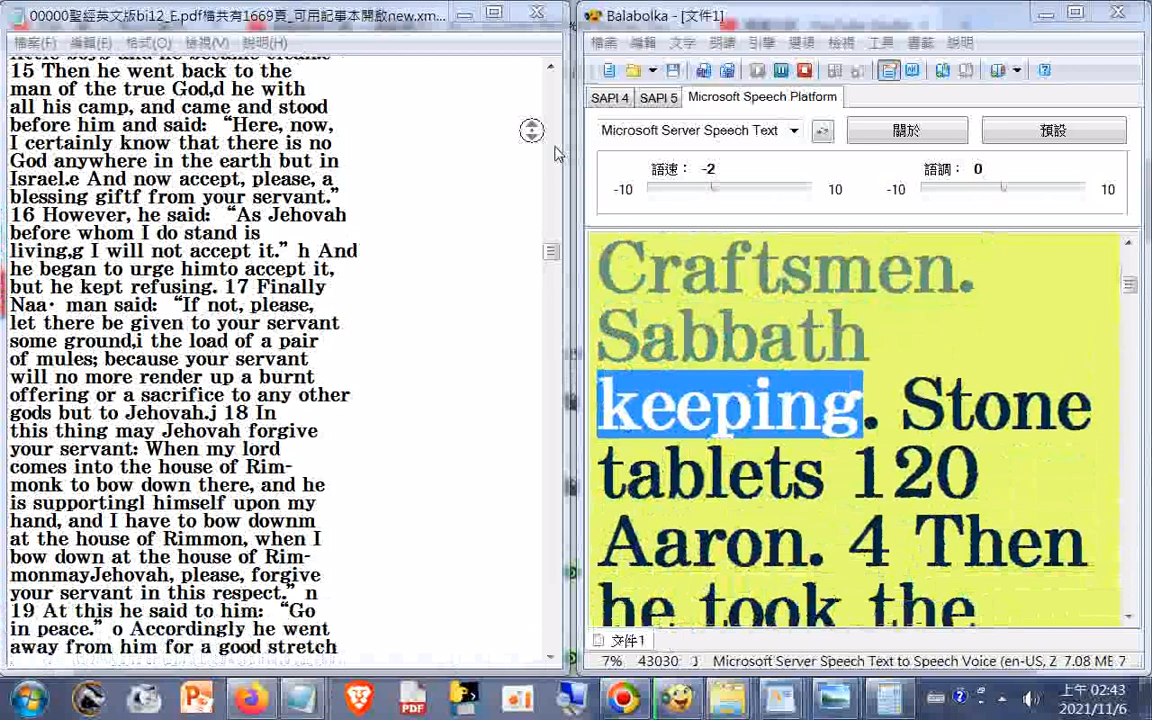 00000聖經英文版bi12_E.pdf檔共有1669頁_可用記事本開啟new.xm...
檔案(F) 編輯(E) 格式(O) 檢視(V) 說明(H)
15 Then he went back to the
man of the true God,d he with
all his camp, and came and stood
before him and said: “Here, now,
I certainly know that there is no
God anywhere in the earth but in
Israel.e And now accept, please, a
blessing giftf from your servant.”
16 However, he said: “As Jehovah
before whom I do stand is
living,g I will not accept it.” h And
he began to urge himto accept it,
but he kept refusing. 17 Finally
Naa· man said: “If not, please,
let there be given to your servant
some ground,i the load of a pair
of mules; because your servant
will no more render up a burnt
offering or a sacrifice to any other
gods but to Jehovah.j 18 In
this thing may Jehovah forgive
your servant: When my lord
comes into the house of Rim-
monk to bow down there, and he
is supportingl himself upon my
hand, and I have to bow downm
at the house of Rimmon, when I
bow down at the house of Rim-
monmayJehovah, please, forgive
your servant in this respect.” n
19 At this he said to him: “Go
in peace.” o Accordingly he went
away from him for a good stretch
Balabolka - [文件1]
檔案 編輯 文字 朗讀 引擎 選項 檢視 工具 書籤 說明
SAPI 4 SAPI 5 Microsoft Speech Platform
Microsoft Server Speech Text 關於 預設
語速: -2 語調: 0
-10 10 -10 10
Craftsmen.
Sabbath
keeping. Stone
tablets 120
Aaron. 4 Then
he took the
文件1
7% 43030 Microsoft Server Speech Text to Speech Voice (en-US, Z 7.08 ME 7
PDF
上午 02:43
2021/11/6